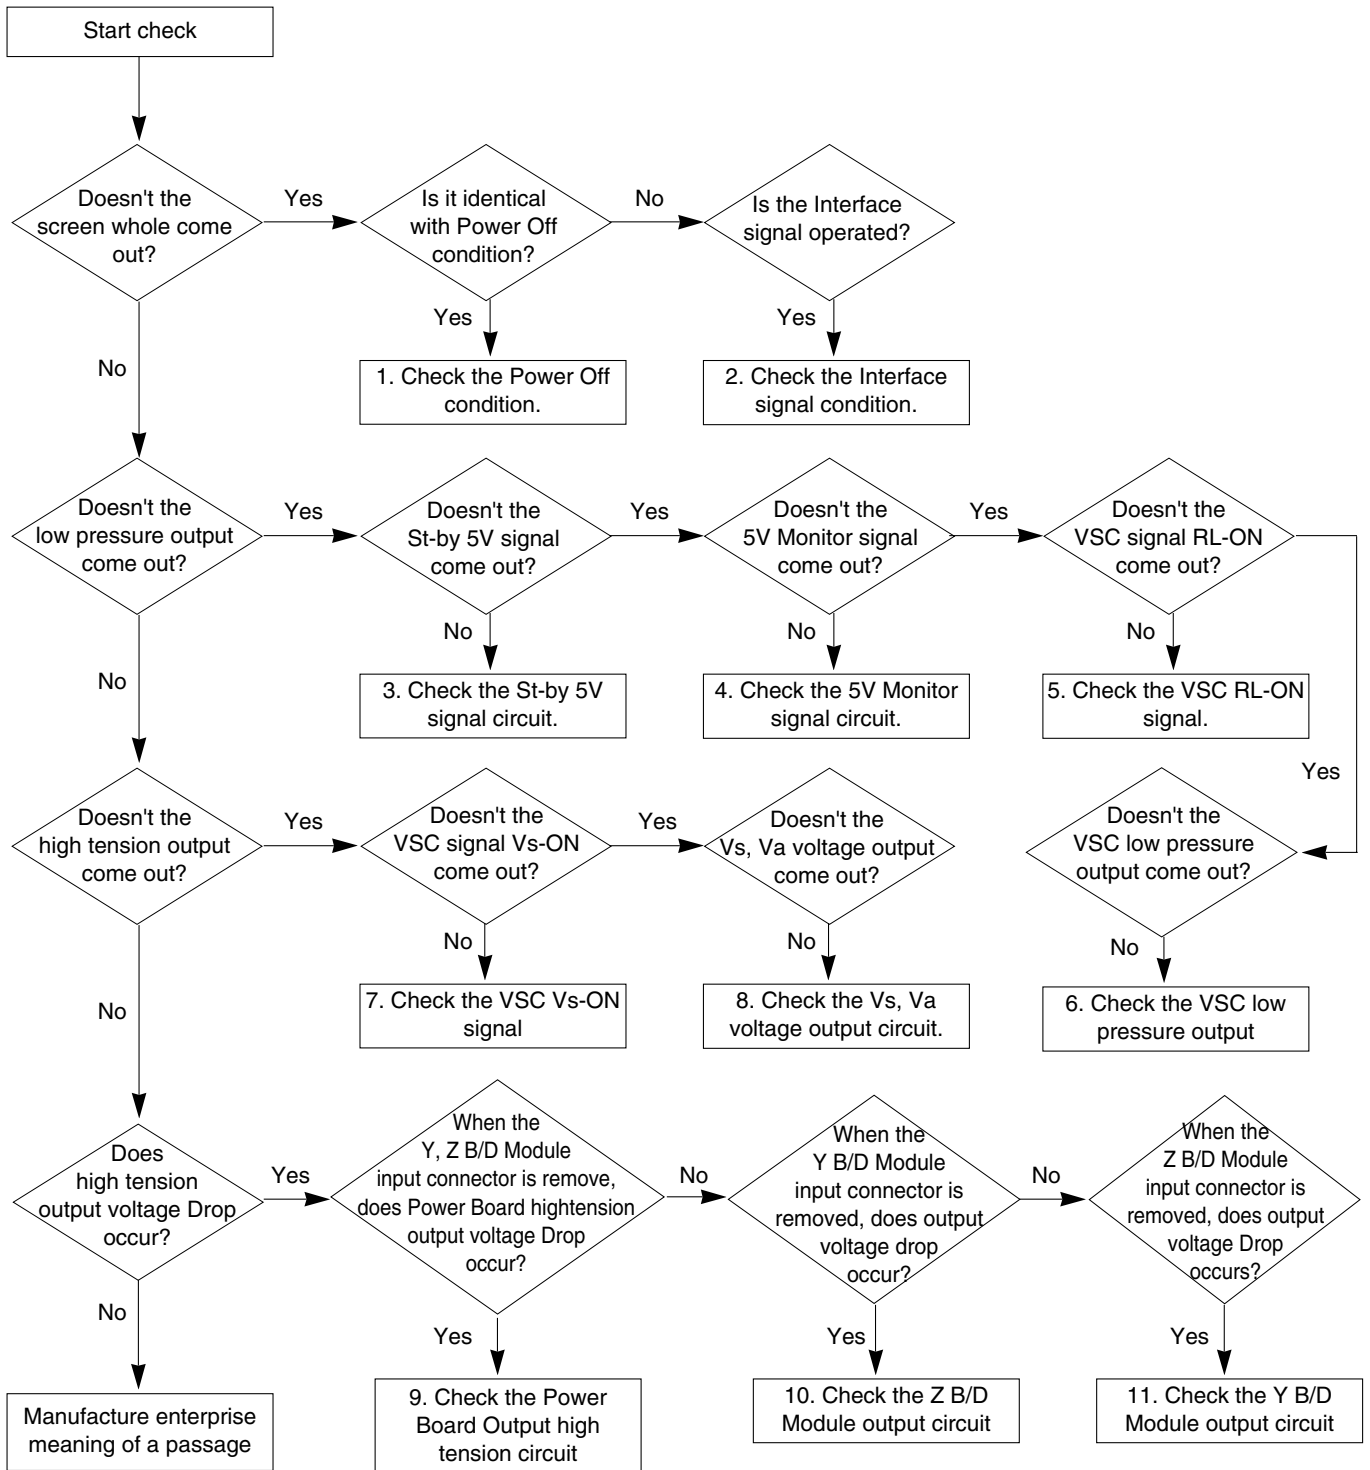 Start check
Doesn't the
screen whole come
out?
Yes
Is it identical
with Power Off
condition?
No
Is the Interface
signal operated?
No
Yes
1. Check the Power Off
condition.
Yes
2. Check the Interface
signal condition.
Doesn't the
low pressure output
come out?
Yes
Doesn't the
St-by 5V signal
come out?
Yes
Doesn't the
5V Monitor signal
come out?
Yes
Doesn't the
VSC signal RL-ON
come out?
No
No
3. Check the St-by 5V
signal circuit.
No
4. Check the 5V Monitor
signal circuit.
No
5. Check the VSC RL-ON
signal.
Yes
Doesn't the
high tension output
come out?
Yes
Doesn't the
VSC signal Vs-ON
come out?
Yes
Doesn't the
Vs, Va voltage output
come out?
Doesn't the
VSC low pressure
output come out?
No
No
7. Check the VSC Vs-ON
signal
No
8. Check the Vs, Va
voltage output circuit.
No
6. Check the VSC low
pressure output
Does
high tension
output voltage Drop
occur?
Yes
When the
Y, Z B/D Module
input connector is remove,
does Power Board hightension
output voltage Drop
occur?
No
When the
Y B/D Module
input connector is
removed, does output
voltage drop
occur?
No
When the
Z B/D Module
input connector is
removed, does output
voltage Drop
occurs?
No
Manufacture enterprise
meaning of a passage
Yes
9. Check the Power
Board Output high
tension circuit
Yes
10. Check the Z B/D
Module output circuit
Yes
11. Check the Y B/D
Module output circuit